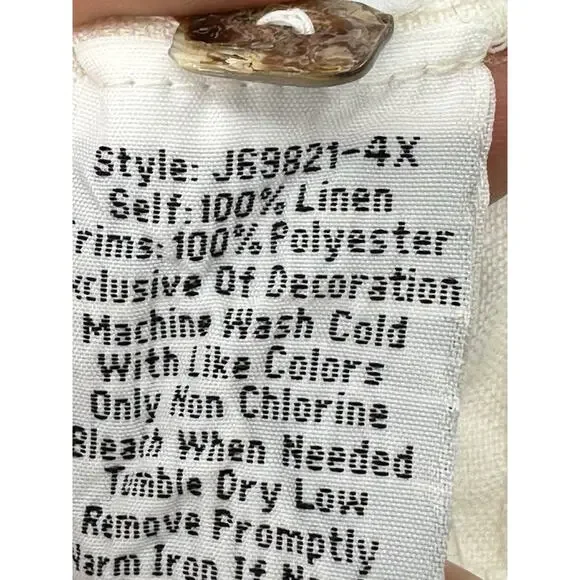 Style: J69821-4X
Self: 100% Linen
rims: 100% Polyester
xclusive Of Decoration
Machine Wash Cold
With Like Colors
Only Non Chlorine
Bleach When Needed
Tumble Dry Low
Remove Promptly
Warm Iron If